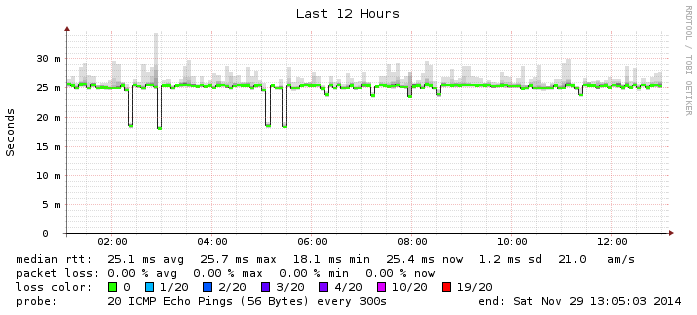 Last 12 Hours
RRDTOOL / TOBI OETIKER
Seconds
30 m
25 m
20 m
15 m
10 m
5 m
0
02:00 04:00 06:00 08:00 10:00 12:00
median rtt: 25.1 ms avg 25.7 ms max 18.1 ms min 25.4 ms now 1.2 ms sd 21.0 am/s
packet loss: 0.00 % avg 0.00 % max 0.00 % min 0.00 % now
loss color: 0 1/20 2/20 3/20 4/20 10/20 19/20
probe: 20 ICMP Echo Pings (56 Bytes) every 300s end: Sat Nov 29 13:05:03 2014